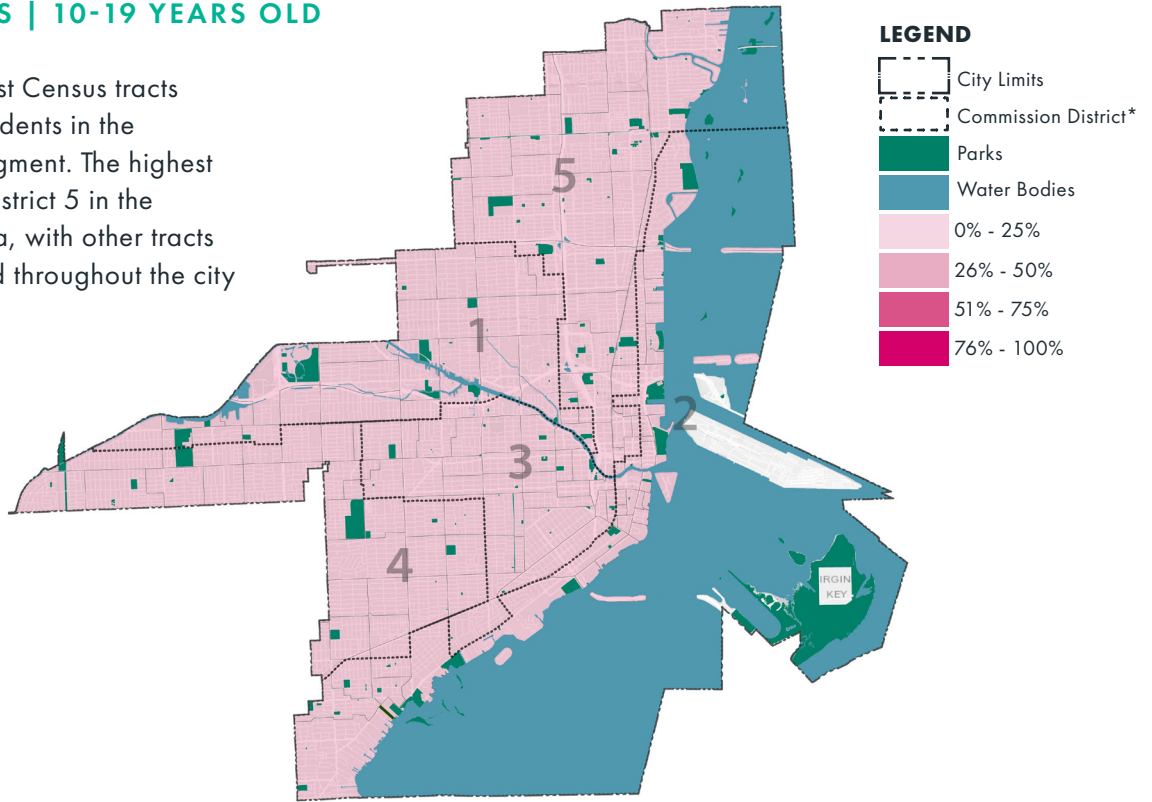 S | 10-19 YEARS OLD
st Census tracts
dents in the
gment. The highest
strict 5 in the
a, with other tracts
d throughout the city
LEGEND
City Limits
Commission District*
Parks
Water Bodies
0% - 25%
26% - 50%
51% - 75%
76% - 100%
5
1
2
3
4
IRGIN
KEY